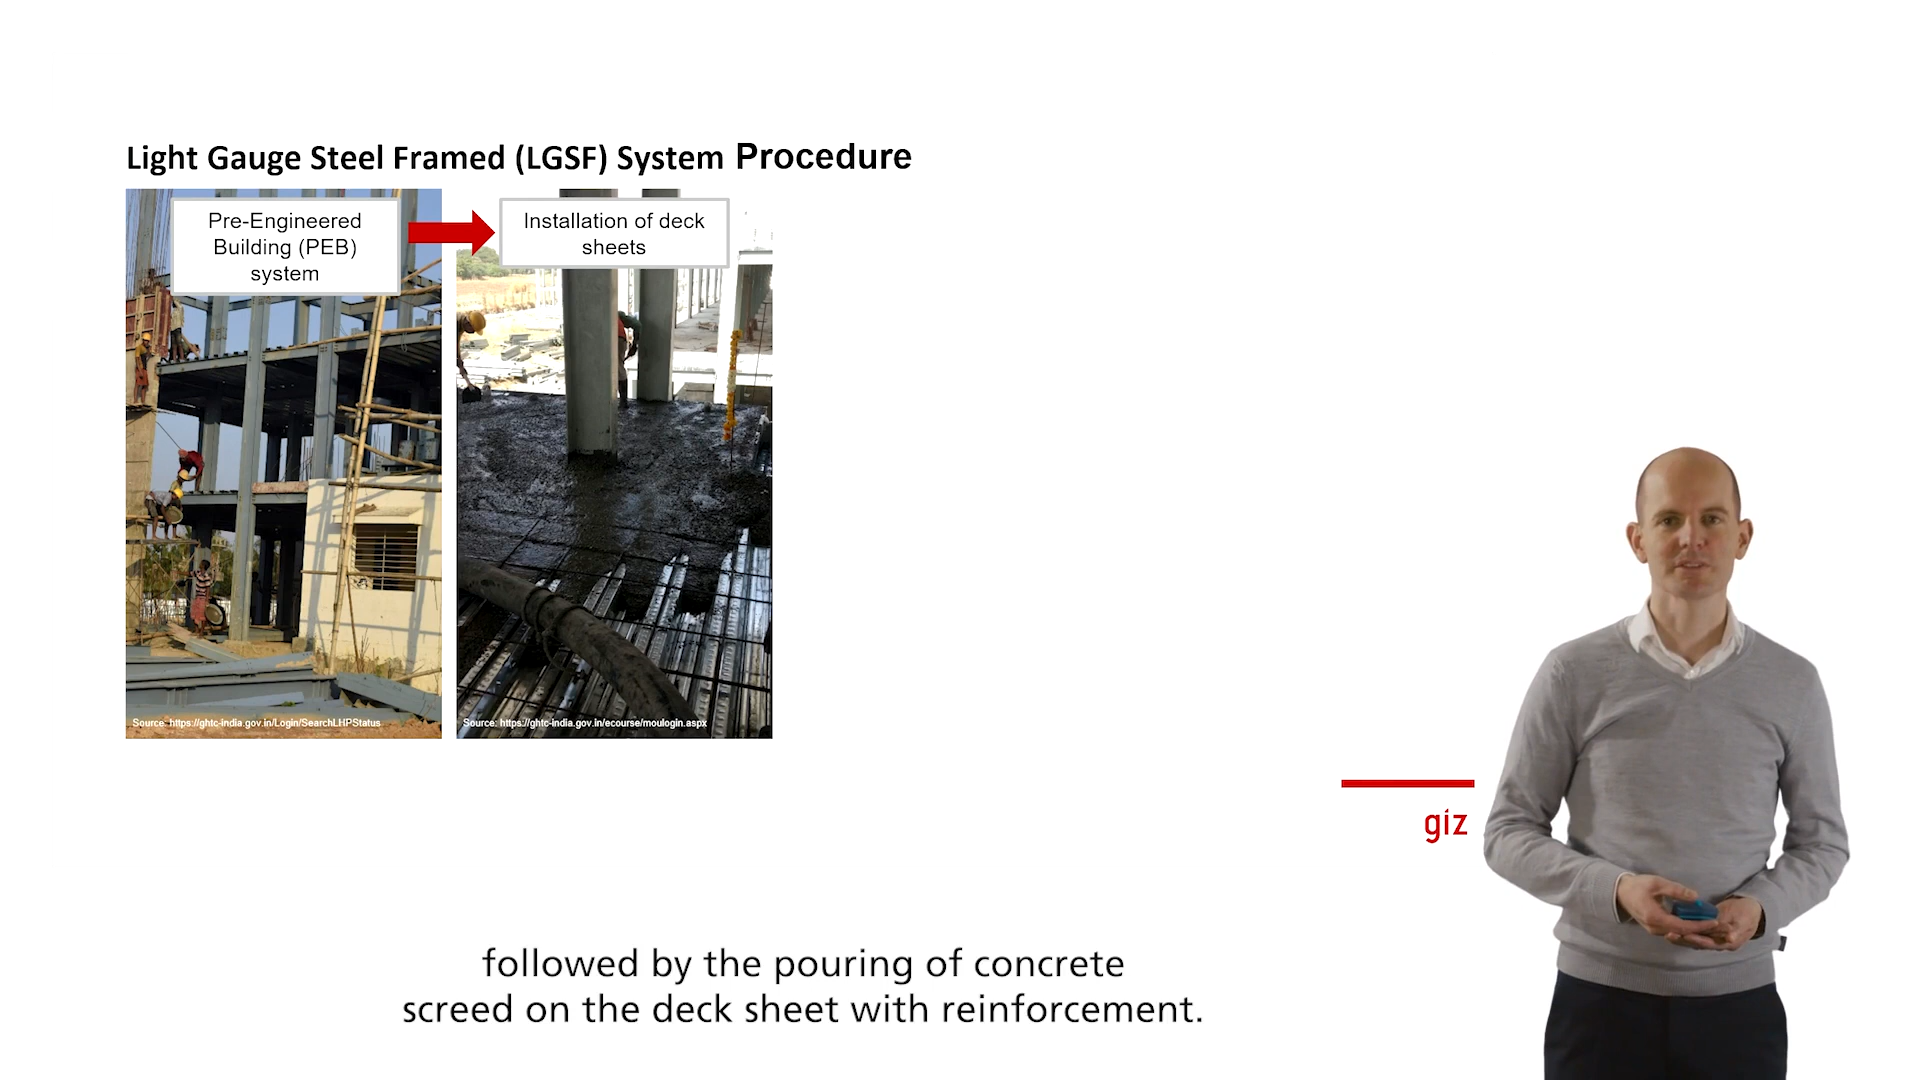 Light Gauge Steel Framed (LGSF) System Procedure
Pre-Engineered
Building (PEB)
system
Installation of deck
sheets
Source: https://ghtc-india.gov.in/Login/SearchLHPStatus
Source: https://ghtc-india.gov.in/ecourse/moulogin.aspx
giz
followed by the pouring of concrete
screed on the deck sheet with reinforcement.